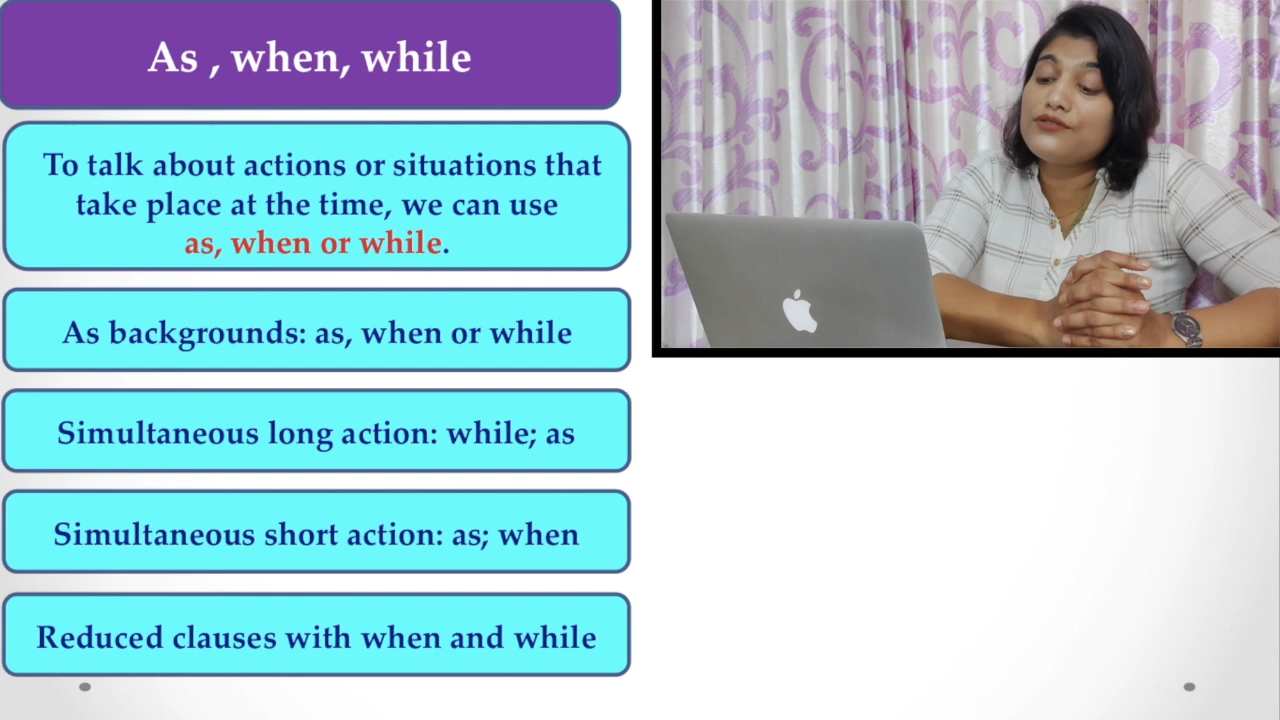 As , when, while
To talk about actions or situations that
take place at the time, we can use
as, when or while.
As backgrounds: as, when or while
Simultaneous long action: while; as
Simultaneous short action: as; when
Reduced clauses with when and while